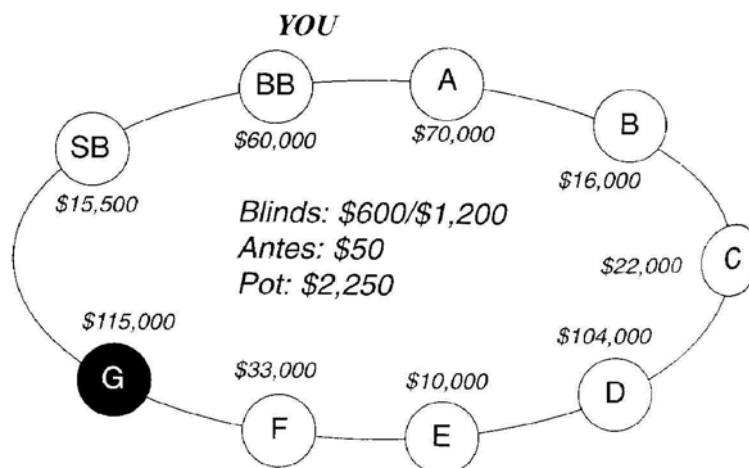 YOU
BB
A
$60,000
$70,000
SB
B
$15,500
$16,000
Blinds: $600/$1,200
Antes: $50
Pot: $2,250
C
$22,000
$115,000
$33,000
$10,000
$104,000
G
F
E
D